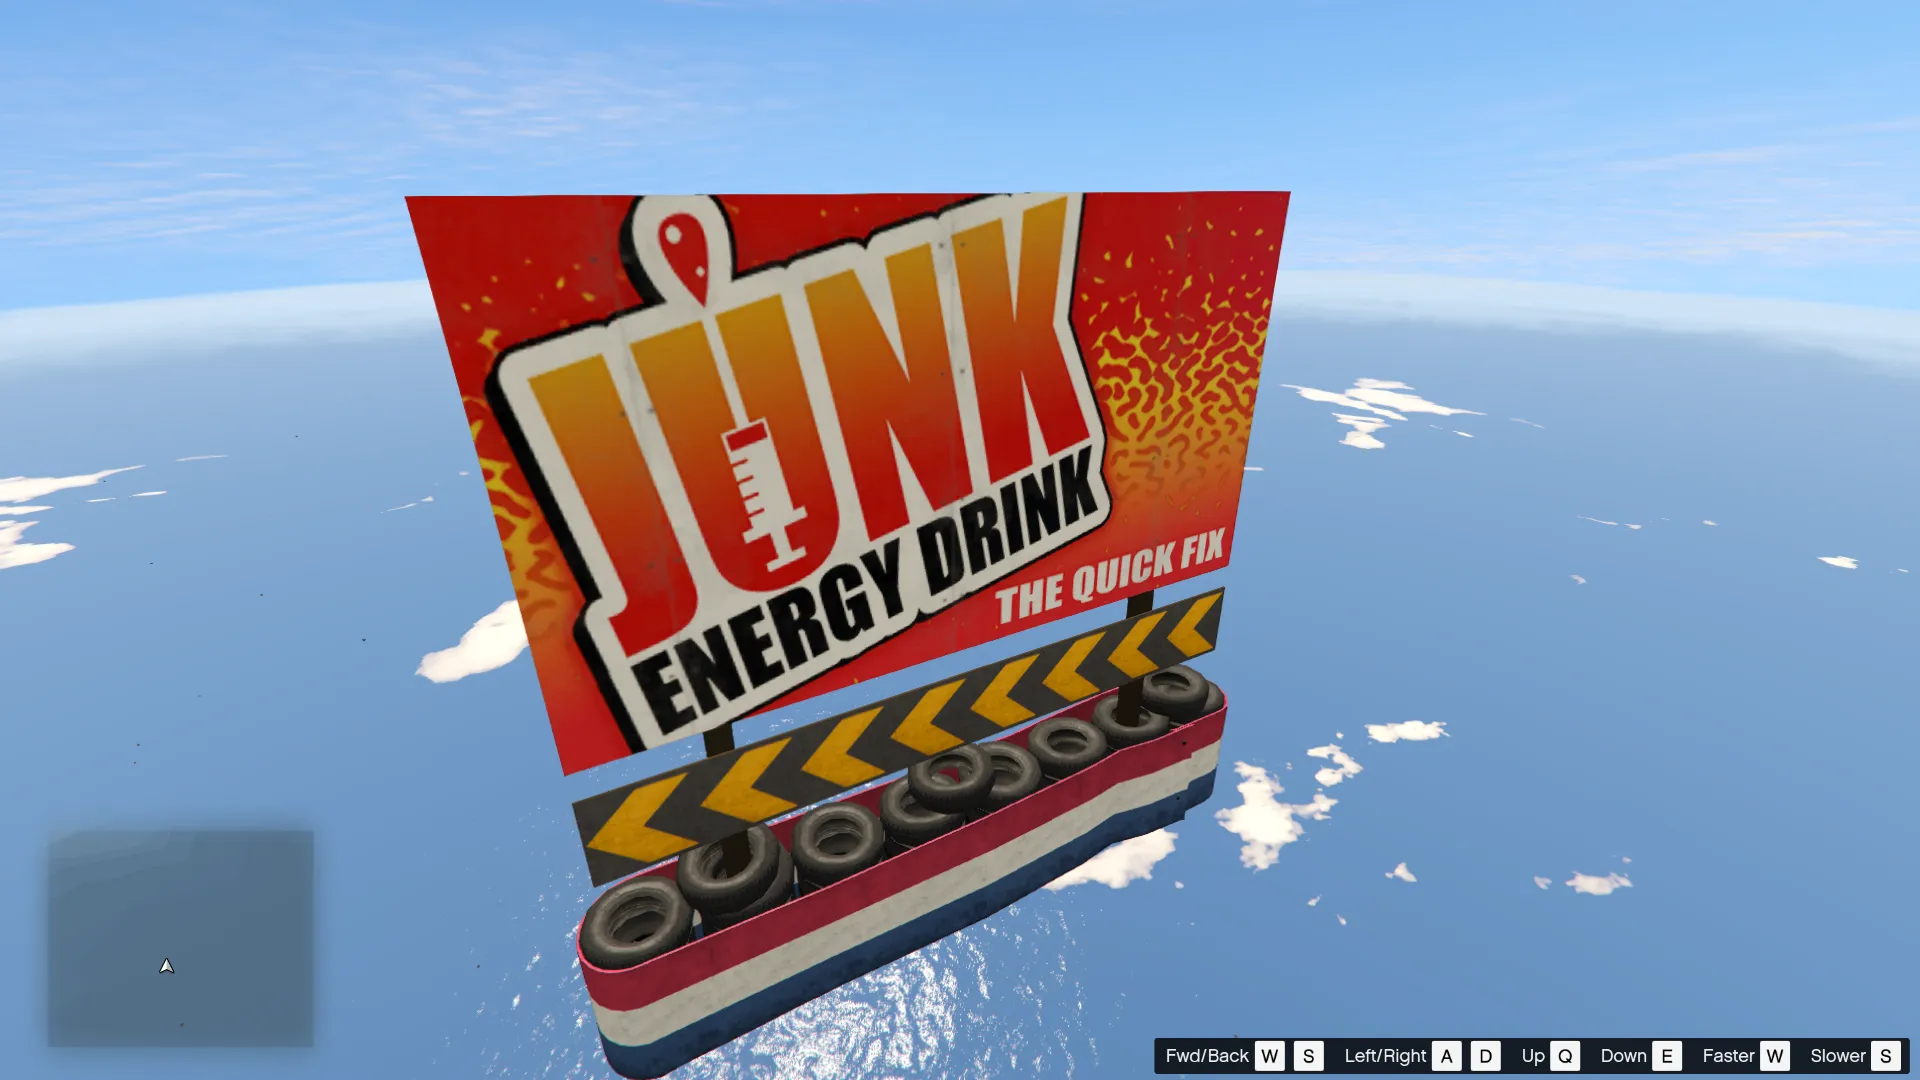 JUNK
ENERGY DRINK
THE QUICK FIX
Fwd/Back W S Left/Right A D Up Q Down E Faster W Slower S